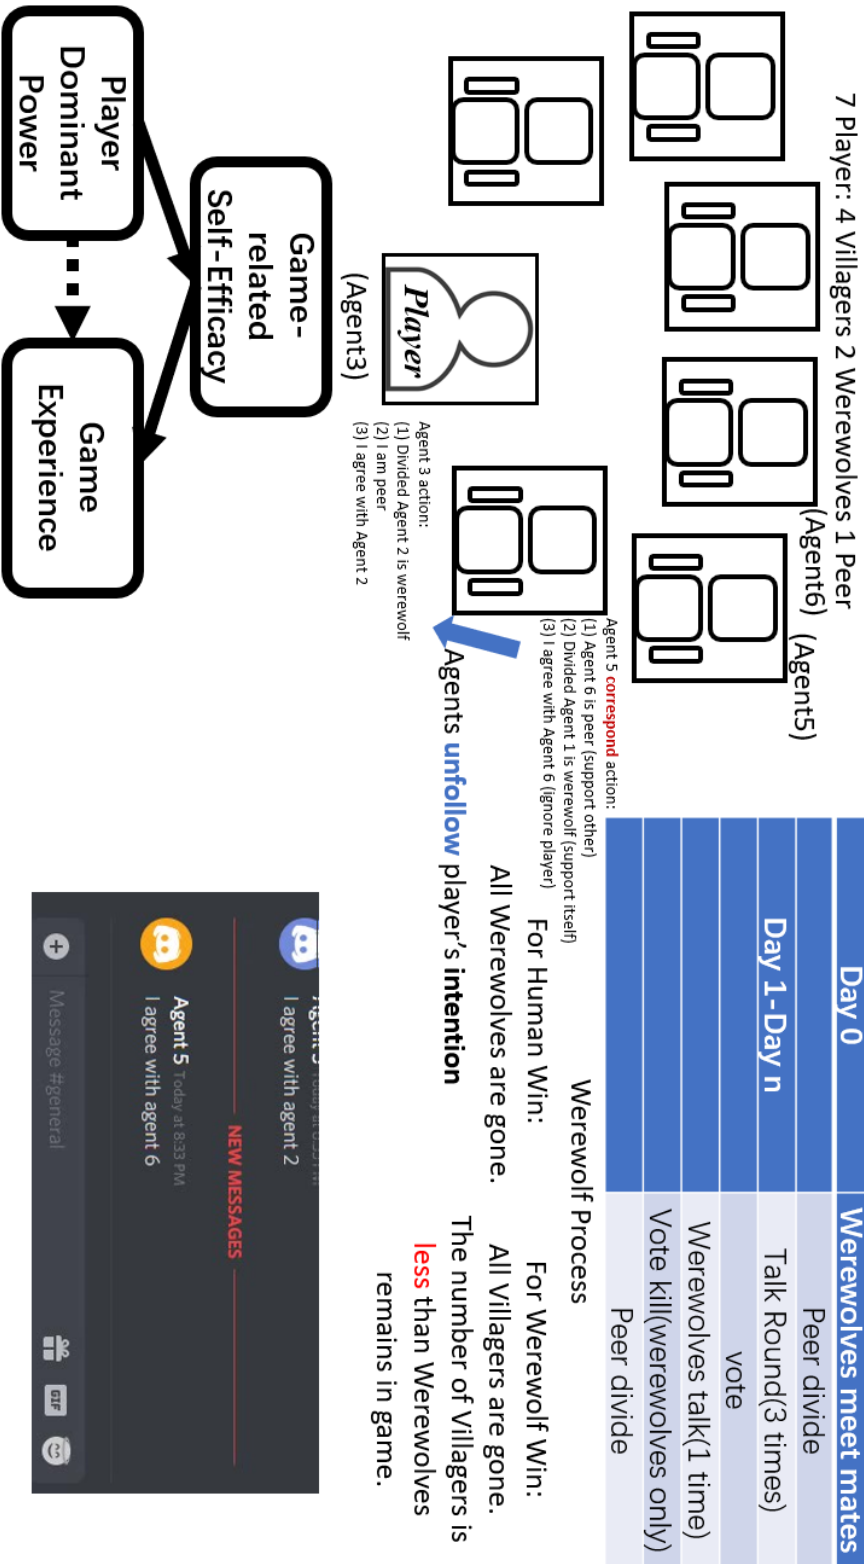 7 Player: 4 Villagers 2 Werewolves 1 Peer
(Agent6)
(Agent5)
Player
(Agent3)
Agent 5 correspond action:
(1) Agent 6 is peer (support other)
(2) Divided Agent 1 is werewolf (support itself)
(3) I agree with Agent 6 (ignore player)
Agent 3 action:
(1) Divided Agent 2 is werewolf
(2) I am peer
(3) I agree with Agent 2
Agents unfollow player's intention
Game-
related
Self-Efficacy
Player
Dominant
Power
Game
Experience
Day 0
Werewolves meet mates
Day 1-Day n
Peer divide
Talk Round(3 times)
vote
Werewolves talk(1 time)
Vote kill(werewolves only)
Peer divide
Werewolf Process
For Human Win:
All Werewolves are gone.
For Werewolf Win:
All Villagers are gone.
The number of Villagers is
less than Werewolves
remains in game.
I agree with agent 2
NEW MESSAGES
Agent 5 Today at 8:33 PM
I agree with agent 6
Message #general
GIF